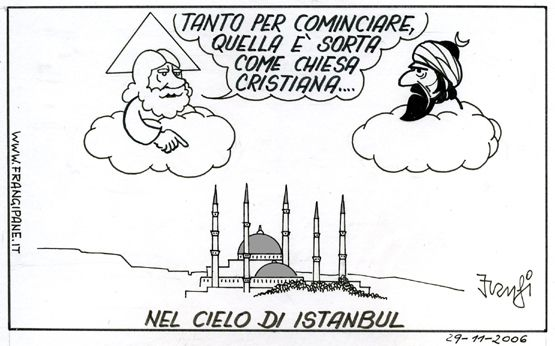 TANTO PER COMINCIARE,
QUELLA E' SORTA
COME CHIESA
CRISTIANA....
WWW.FRANGIPANE.IT
Frangi
NEL CIELO DI ISTANBUL
29-11-2006